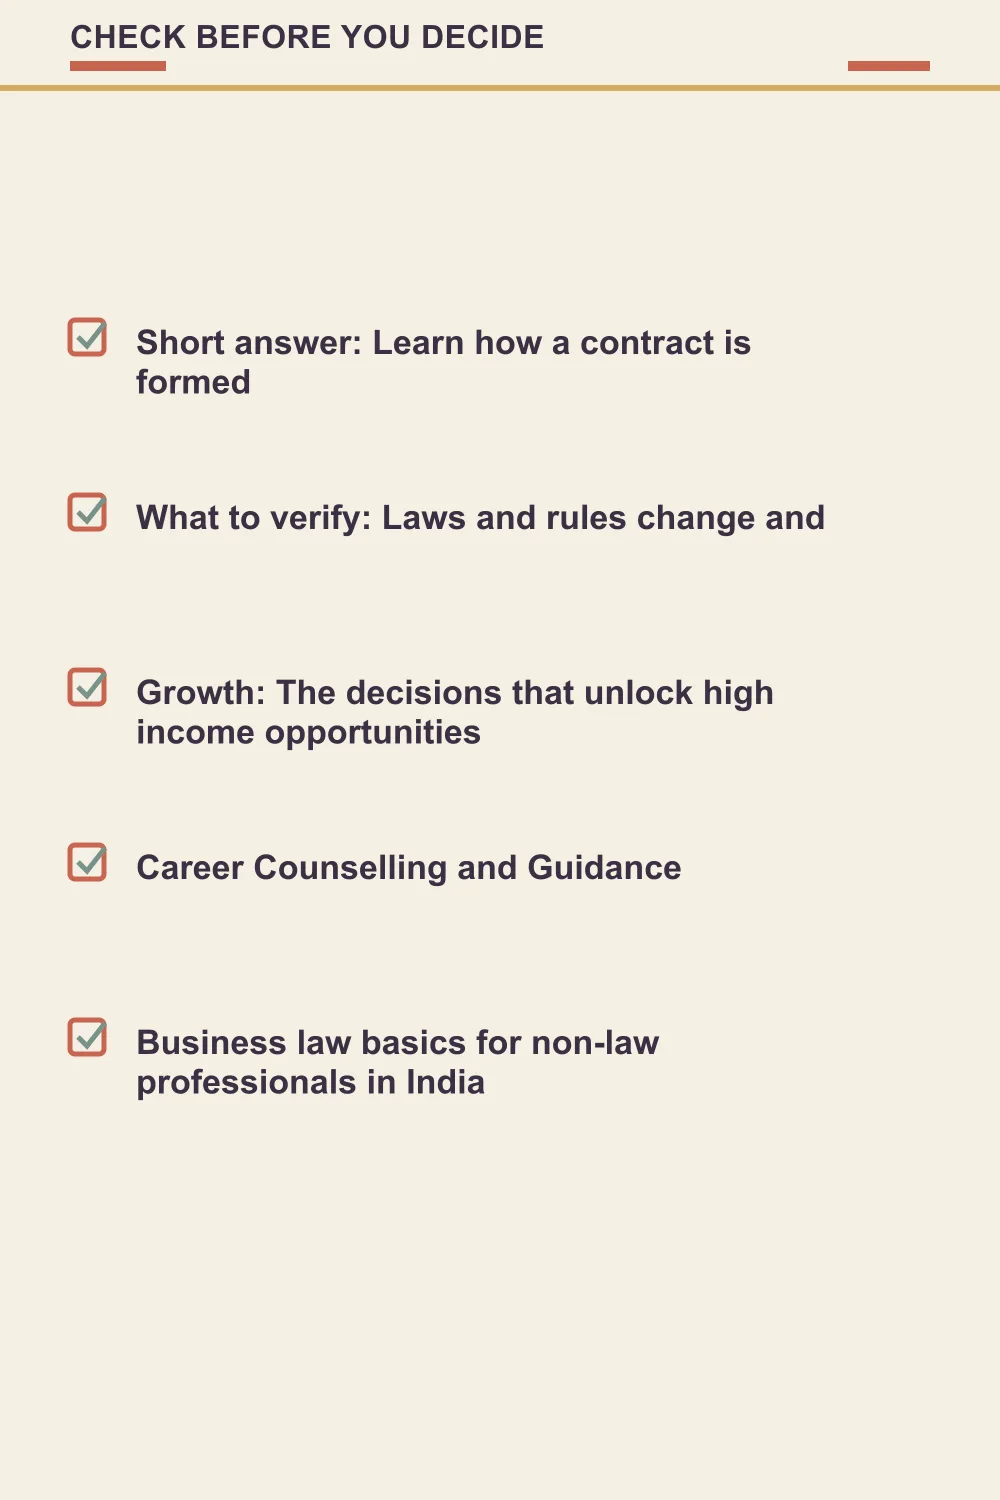 CHECK BEFORE YOU DECIDE
Short answer: Learn how a contract is
formed
What to verify: Laws and rules change and
Growth: The decisions that unlock high
income opportunities
Career Counselling and Guidance
Business law basics for non-law
professionals in India